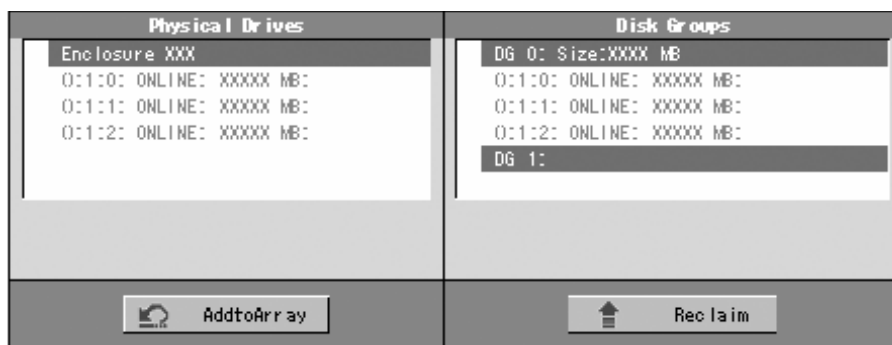 Physical Drives
Enclosure XXX
0:1:0: ONLINE: XXXXX MB:
0:1:1: ONLINE: XXXXX MB:
0:1:2: ONLINE: XXXXX MB:
AddtoArray
Disk Groups
DG 0: Size:XXXX MB
0:1:0: ONLINE: XXXXX MB:
0:1:1: ONLINE: XXXXX MB:
0:1:2: ONLINE: XXXXX MB:
DG 1:
Reclaim